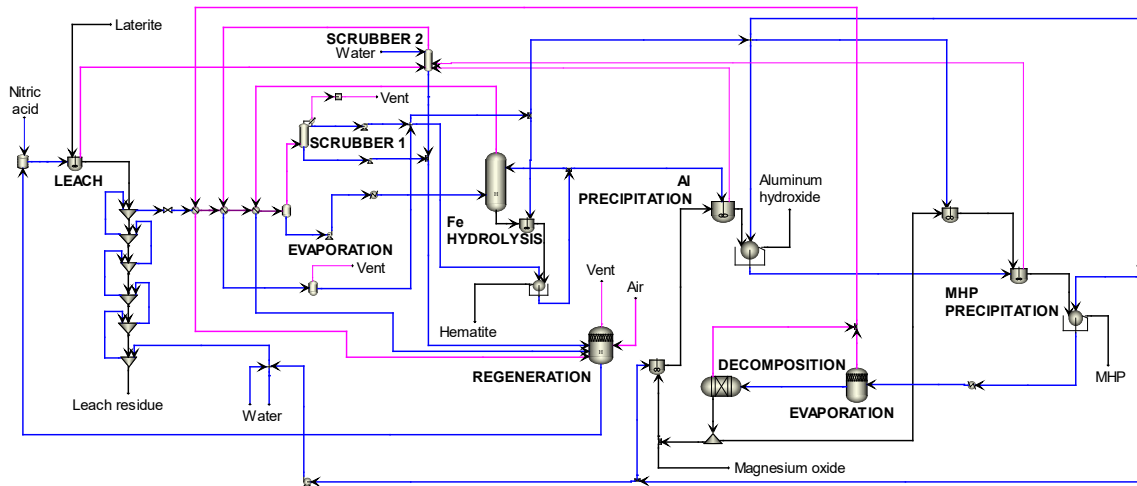 Laterite
SCRUBBER 2
Water
Nitric
acid
Vent
SCRUBBER 1
LEACH
Al
PRECIPITATION
Aluminum
hydroxide
Fe
HYDROLYSIS
EVAPORATION
Vent
Vent
Air
MHP
PRECIPITATION
Hematite
REGENERATION
DECOMPOSITION
MHP
Leach residue
Water
EVAPORATION
Magnesium oxide